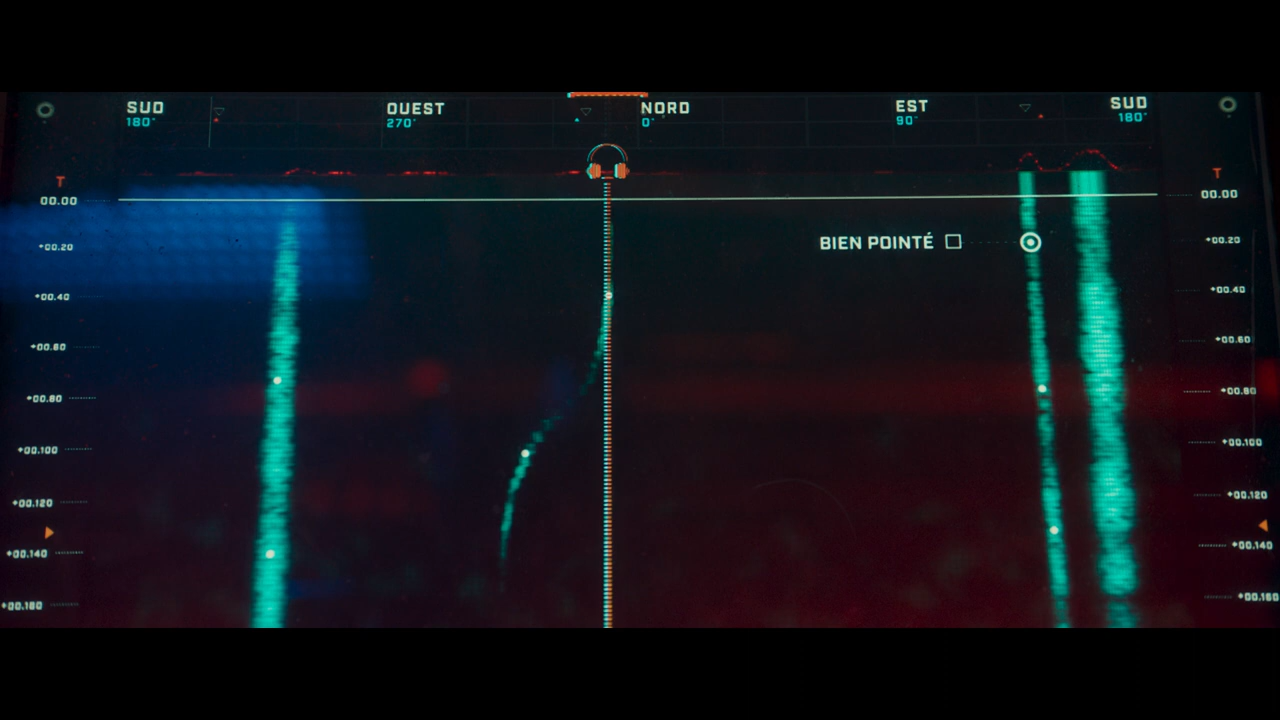 SUD OUEST NORD EST SUD
180° 270° 0° 90° 180°
T T
00.00 00.00
BIEN POINTÉ
+00.20 +00.20
+00.40 +00.40
+00.60 +00.60
+00.80 +00.80
+00.100 +00.100
+00.120 +00.120
+00.140 +00.140
+00.160 +00.160